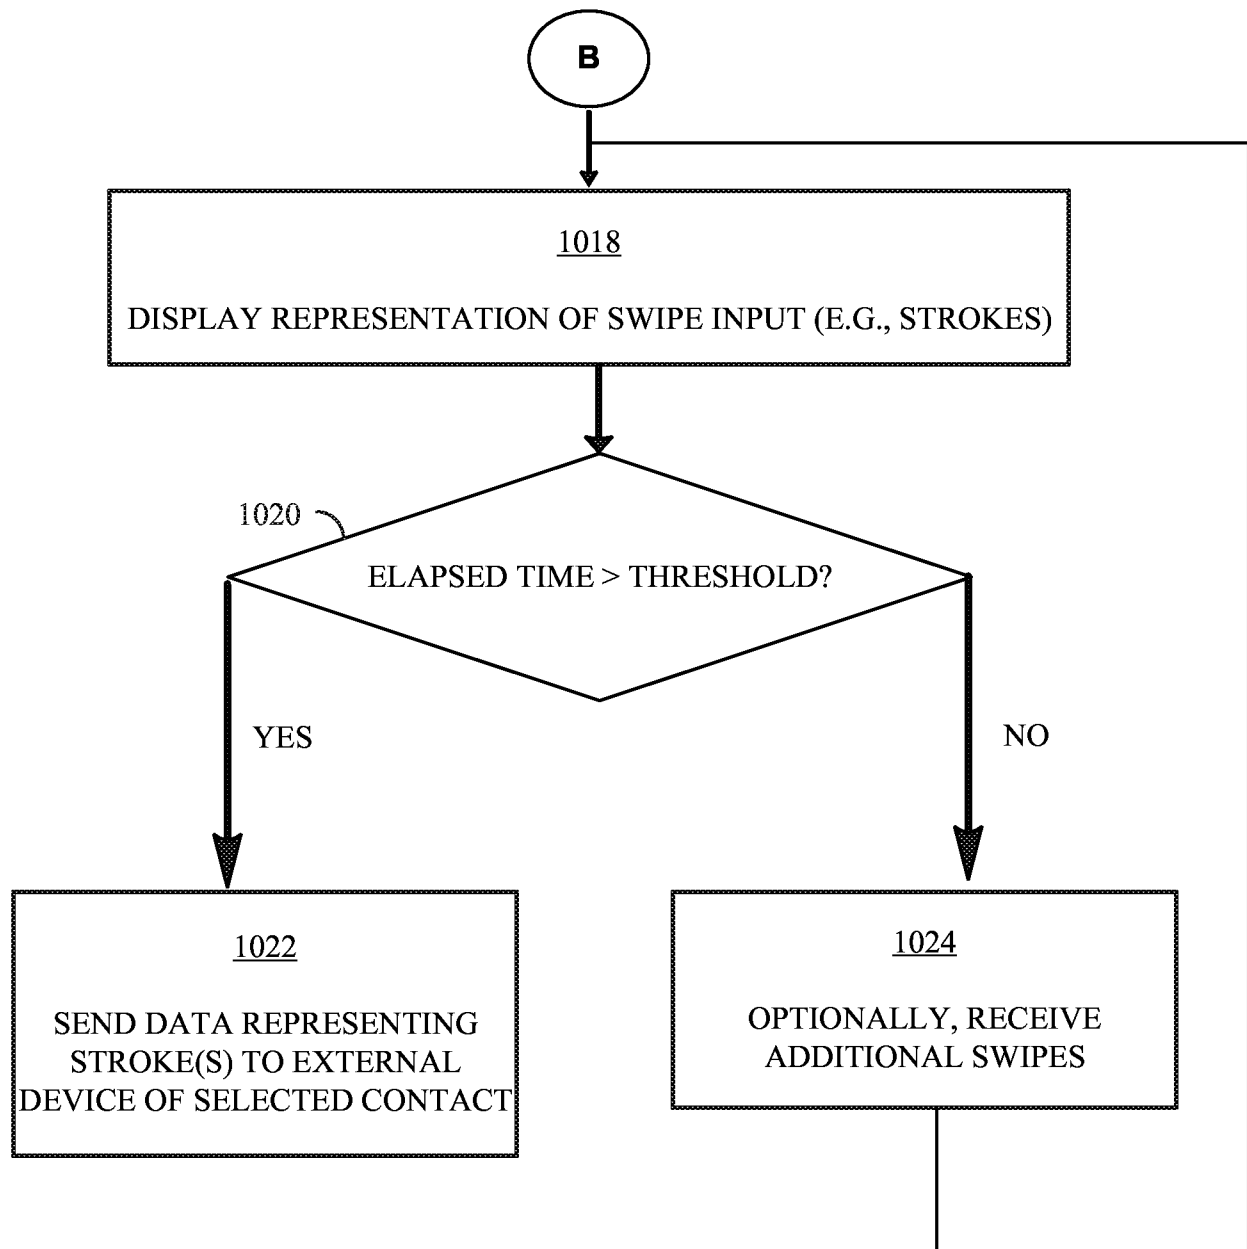 B
1018
DISPLAY REPRESENTATION OF SWIPE INPUT (E.G., STROKES)
1020
ELAPSED TIME > THRESHOLD?
YES
NO
1022
SEND DATA REPRESENTING
STROKE(S) TO EXTERNAL
DEVICE OF SELECTED CONTACT
1024
OPTIONALLY, RECEIVE
ADDITIONAL SWIPES